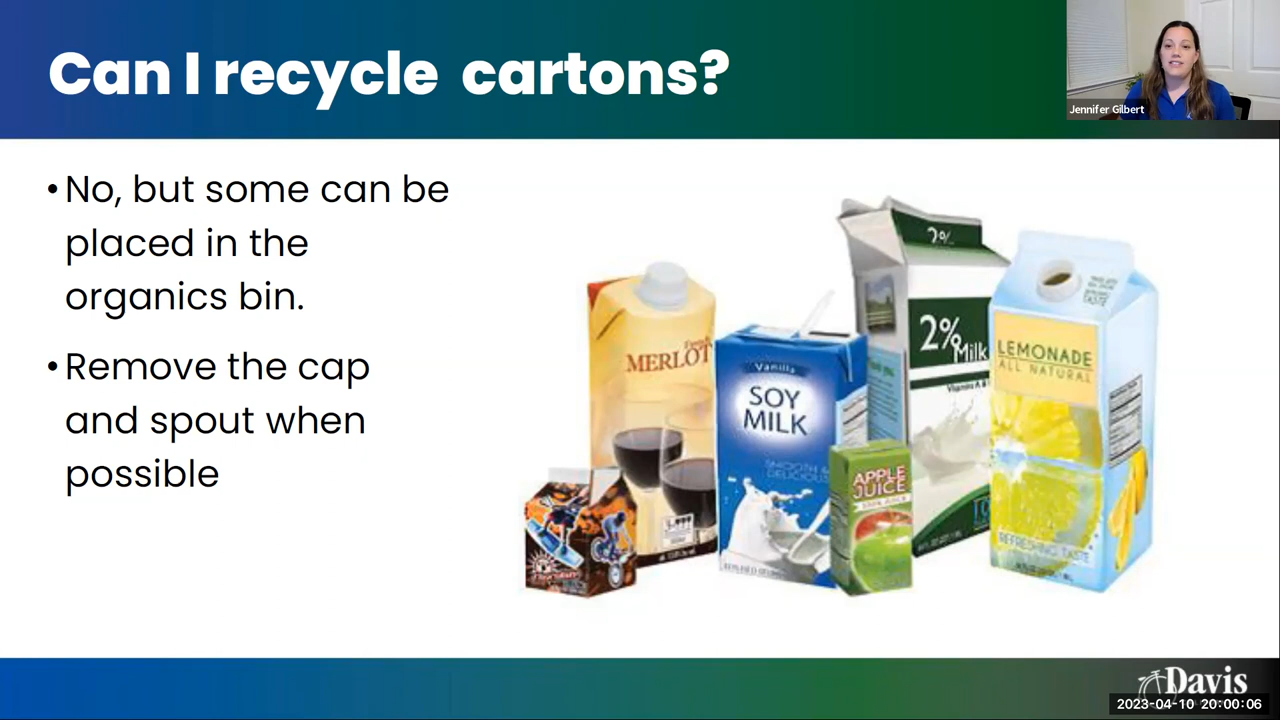 Can I recycle cartons?
Jennifer Gilbert
• No, but some can be
placed in the
organics bin.
• Remove the cap
and spout when
possible
MERLOT
Vanilla
SOY
MILK
SMOOTH &
DELICIOUS
APPLE
JUICE
2%
2%
Milk
LEMONADE
ALL NATURAL
REFRESHING TASTE
Davis
2023-04-10 20:00:06